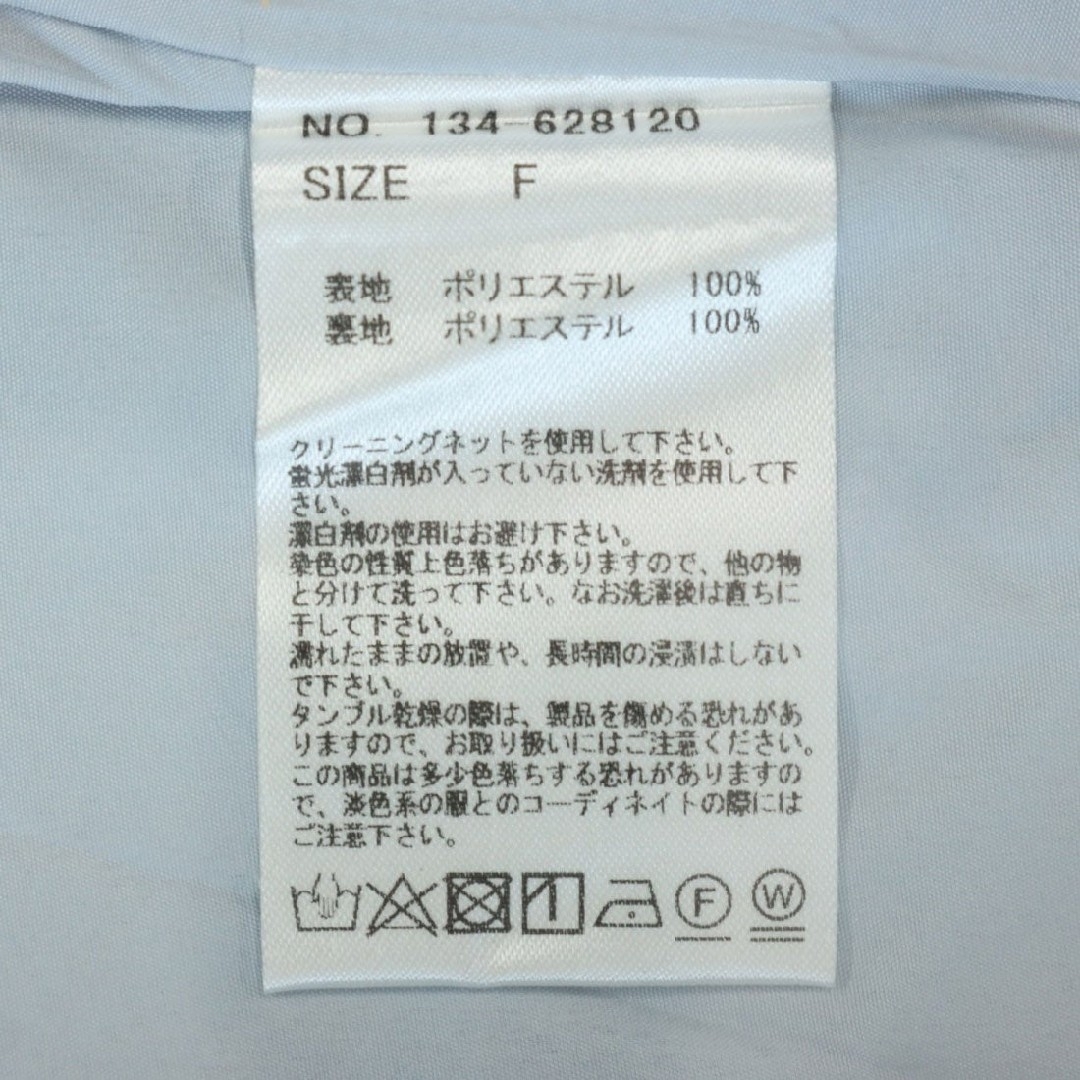 NO. 134-628120
SIZE F
表地 ポリエステル 100%
裏地 ポリエステル 100%
クリーニングネットを使用して下さい。
蛍光漂白剤が入っていない洗剤を使用して下
さい。
漂白剤の使用はお避け下さい。
染色の性質上色落ちがありますので、他の物
と分けて洗って下さい。なお洗濯後は直ちに
干して下さい。
濡れたままの放置や、長時間の浸漬はしない
で下さい。
タンブル乾燥の際は、製品を傷める恐れがあ
りますので、お取り扱いにはご注意ください。
この商品は多少色落ちする恐れがありますの
で、淡色系の服とのコーディネイトの際には
ご注意下さい。
F W